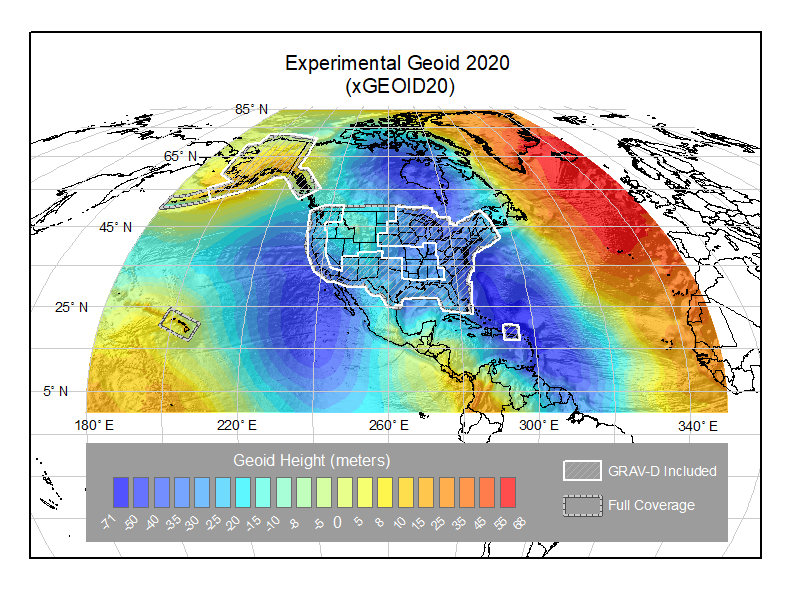 Experimental Geoid 2020
(xGEOID20)
85° N
65° N
45° N
25° N
5° N
180° E 220° E 260° E 300° E 340° E
Geoid Height (meters)
-71 -50 -40 -35 -30 -25 -20 -15 -10 -8 -5 0 5 8 10 15 25 35 45 55 68
GRAV-D Included
Full Coverage